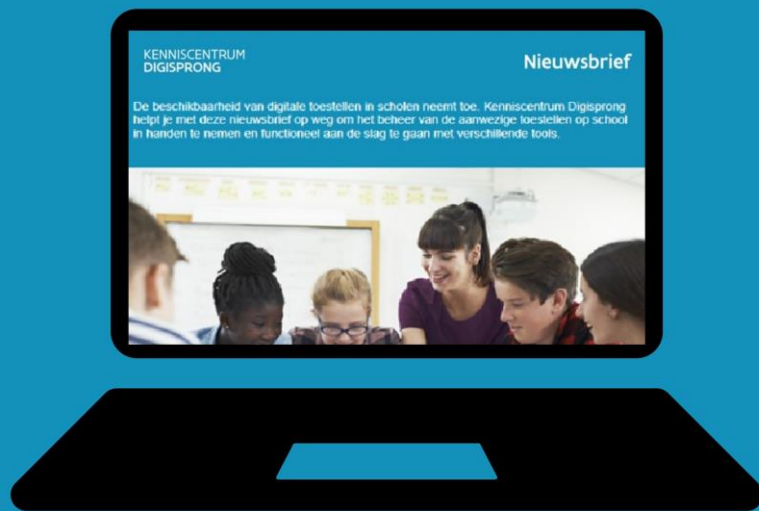 KENNISCENTRUM
DIGISPRONG
Nieuwsbrief
De beschikbaarheid van digitale toestellen in scholen neemt toe. Kenniscentrum Digisprong
helpt je met deze nieuwsbrief op weg om het beheer van de aanwezige toestellen op school
in handen te nemen en functioneel aan de slag te gaan met verschillende tools.